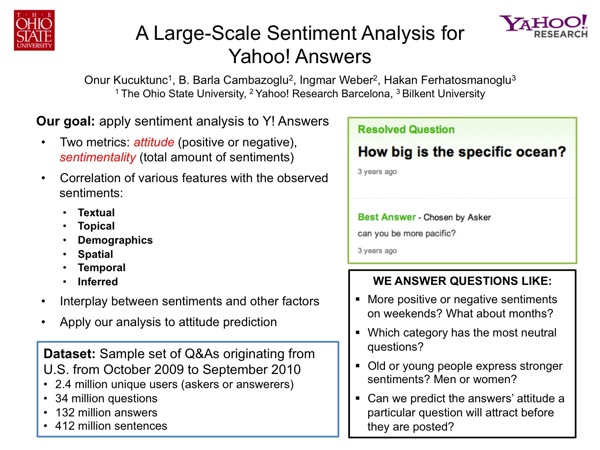 T · H · E
OHIO
STATE
UNIVERSITY
A Large-Scale Sentiment Analysis for
Yahoo! Answers
YAHOO!
RESEARCH
Onur Kucuktunc¹, B. Barla Cambazoglu², Ingmar Weber², Hakan Ferhatosmanoglu³
¹ The Ohio State University, ² Yahoo! Research Barcelona, ³ Bilkent University
Our goal: apply sentiment analysis to Y! Answers
• Two metrics: attitude (positive or negative),
sentimentality (total amount of sentiments)
• Correlation of various features with the observed
sentiments:
• Textual
• Topical
• Demographics
• Spatial
• Temporal
• Inferred
• Interplay between sentiments and other factors
• Apply our analysis to attitude prediction
Dataset: Sample set of Q&As originating from
U.S. from October 2009 to September 2010
• 2.4 million unique users (askers or answerers)
• 34 million questions
• 132 million answers
• 412 million sentences
Resolved Question
How big is the specific ocean?
3 years ago
Best Answer - Chosen by Asker
can you be more pacific?
3 years ago
WE ANSWER QUESTIONS LIKE:
▪ More positive or negative sentiments
on weekends? What about months?
▪ Which category has the most neutral
questions?
▪ Old or young people express stronger
sentiments? Men or women?
▪ Can we predict the answers’ attitude a
particular question will attract before
they are posted?